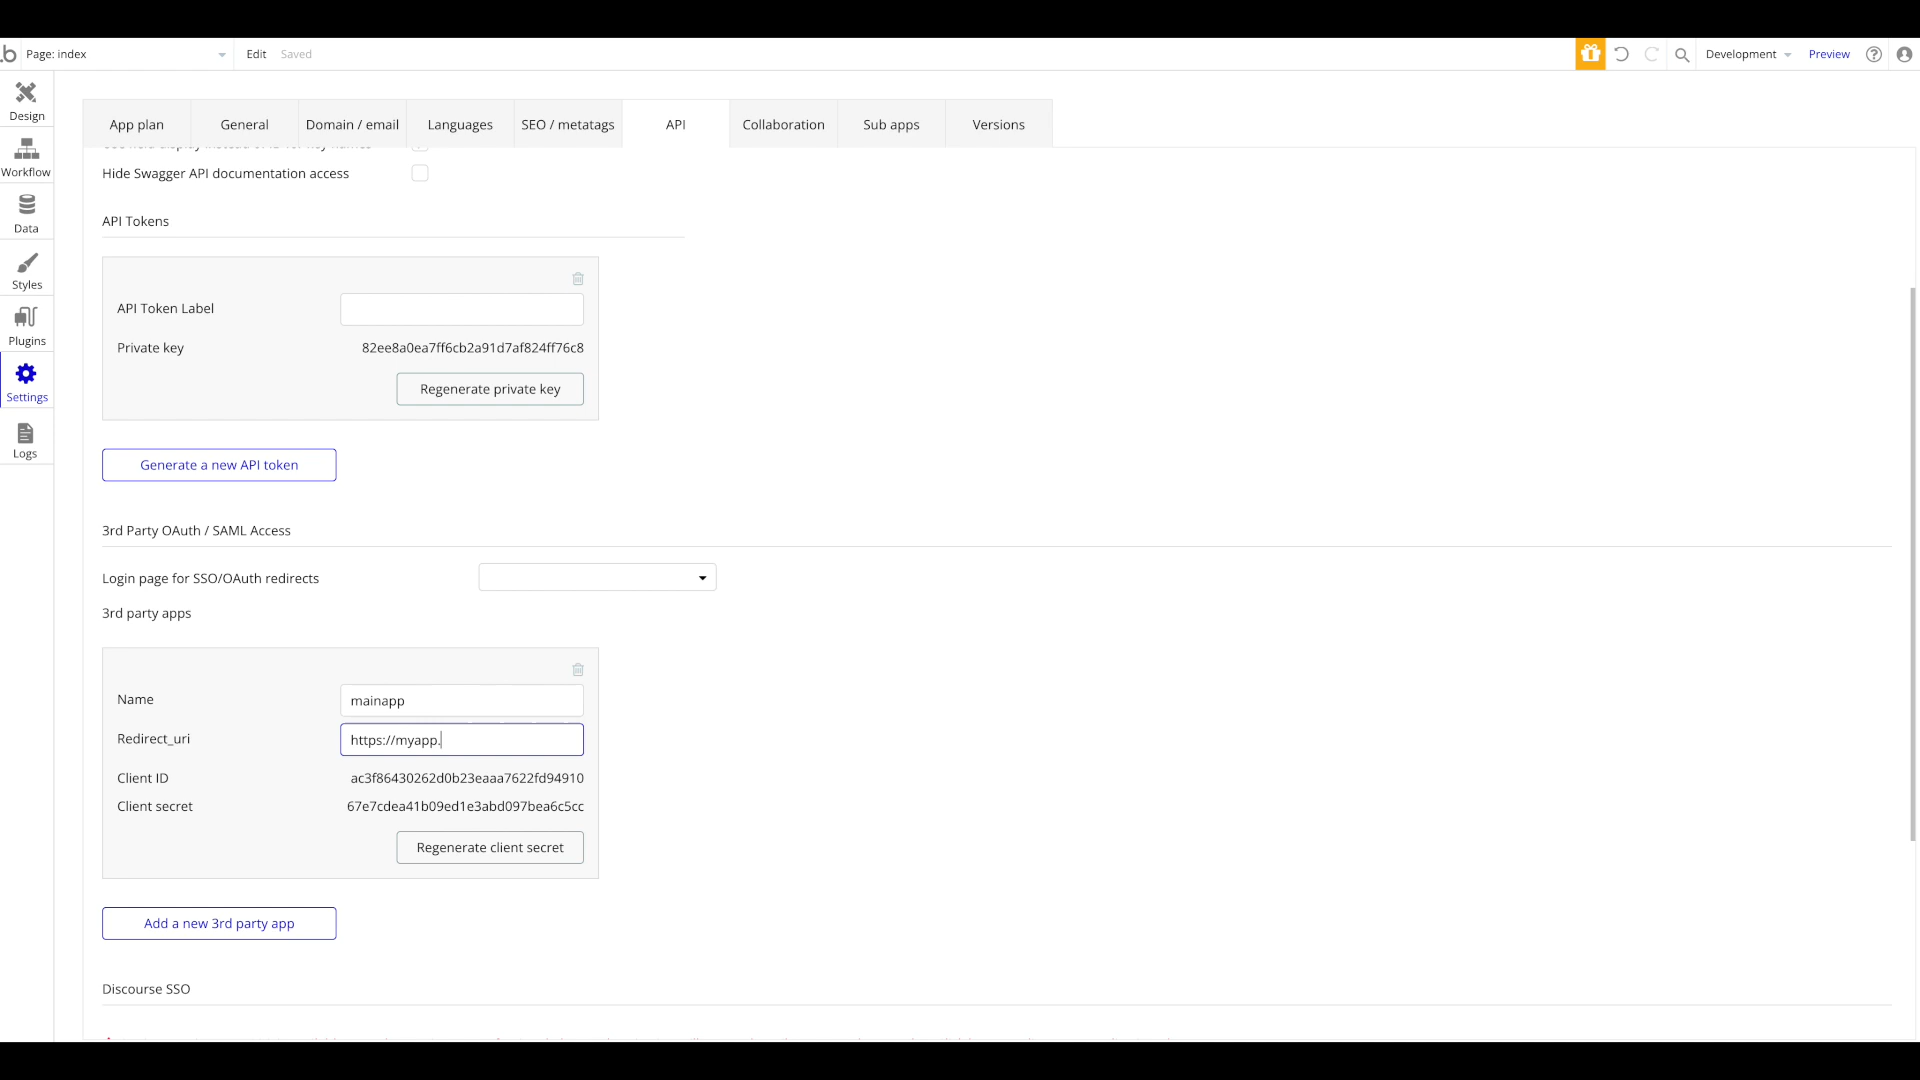 .b Page: index Edit Saved Development Preview
Design
Workflow
Data
Styles
Plugins
Settings
Logs
App plan General Domain / email Languages SEO / metatags API Collaboration Sub apps Versions
Hide Swagger API documentation access
API Tokens
API Token Label
Private key 82ee8a0ea7ff6cb2a91d7af824ff76c8
Regenerate private key
Generate a new API token
3rd Party OAuth / SAML Access
Login page for SSO/OAuth redirects
3rd party apps
Name mainapp
Redirect_uri https://myapp.
Client ID ac3f86430262d0b23eaaa7622fd94910
Client secret 67e7cdea41b09ed1e3abd097bea6c5cc
Regenerate client secret
Add a new 3rd party app
Discourse SSO